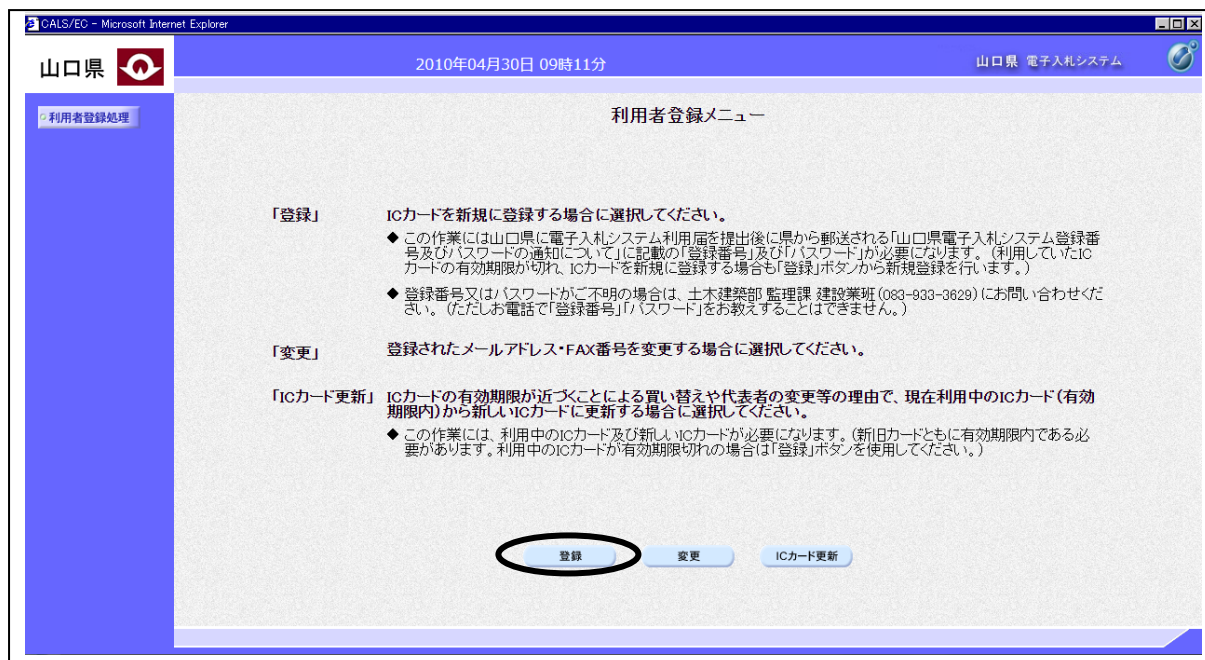 CALS/EC - Microsoft Internet Explorer
山口県
2010年04月30日 09時11分
山口県 電子入札システム
利用者登録処理
利用者登録メニュー
「登録」 ICカードを新規に登録する場合に選択してください。
◆ この作業には山口県に電子入札システム利用届を提出後に県から郵送される「山口県電子入札システム登録番
号及びパスワードの通知について」に記載の「登録番号」及び「パスワード」が必要になります。（利用していたIC
カードの有効期限が切れ、ICカードを新規に登録する場合も「登録」ボタンから新規登録を行います。）
◆ 登録番号又はパスワードがご不明の場合は、土木建築部 監理課 建設業班（083-933-3629）にお問い合わせくだ
さい。（ただしお電話で「登録番号」「パスワード」をお教えすることはできません。）
「変更」 登録されたメールアドレス・FAX番号を変更する場合に選択してください。
「ICカード更新」 ICカードの有効期限が近づくことによる買い替えや代表者の変更等の理由で、現在利用中のICカード（有効
期限内）から新しいICカードに更新する場合に選択してください。
◆ この作業には、利用中のICカード及び新しいICカードが必要になります。（新旧カードともに有効期限内である必
要があります。利用中のICカードが有効期限切れの場合は「登録」ボタンを使用してください。）
登録 変更 ICカード更新